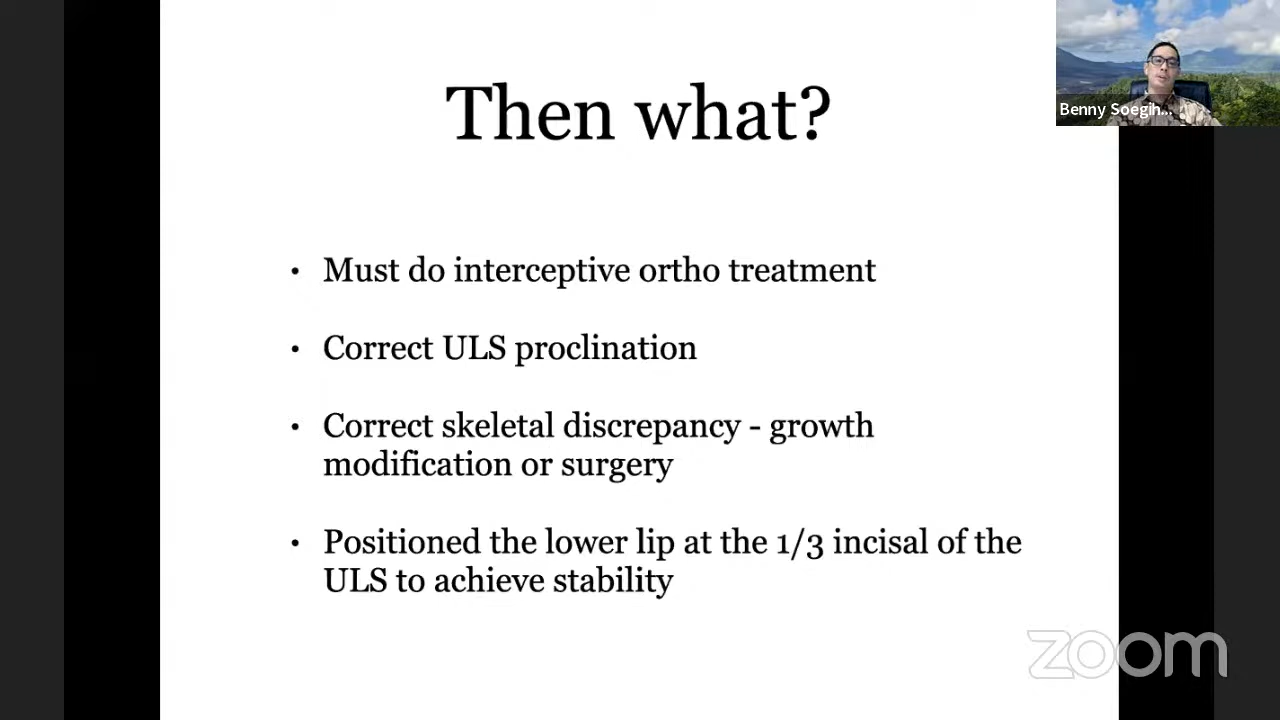 Then what?
Benny Soegih...
• Must do interceptive ortho treatment
• Correct ULS proclination
• Correct skeletal discrepancy - growth
modification or surgery
• Positioned the lower lip at the 1/3 incisal of the
ULS to achieve stability
zoom